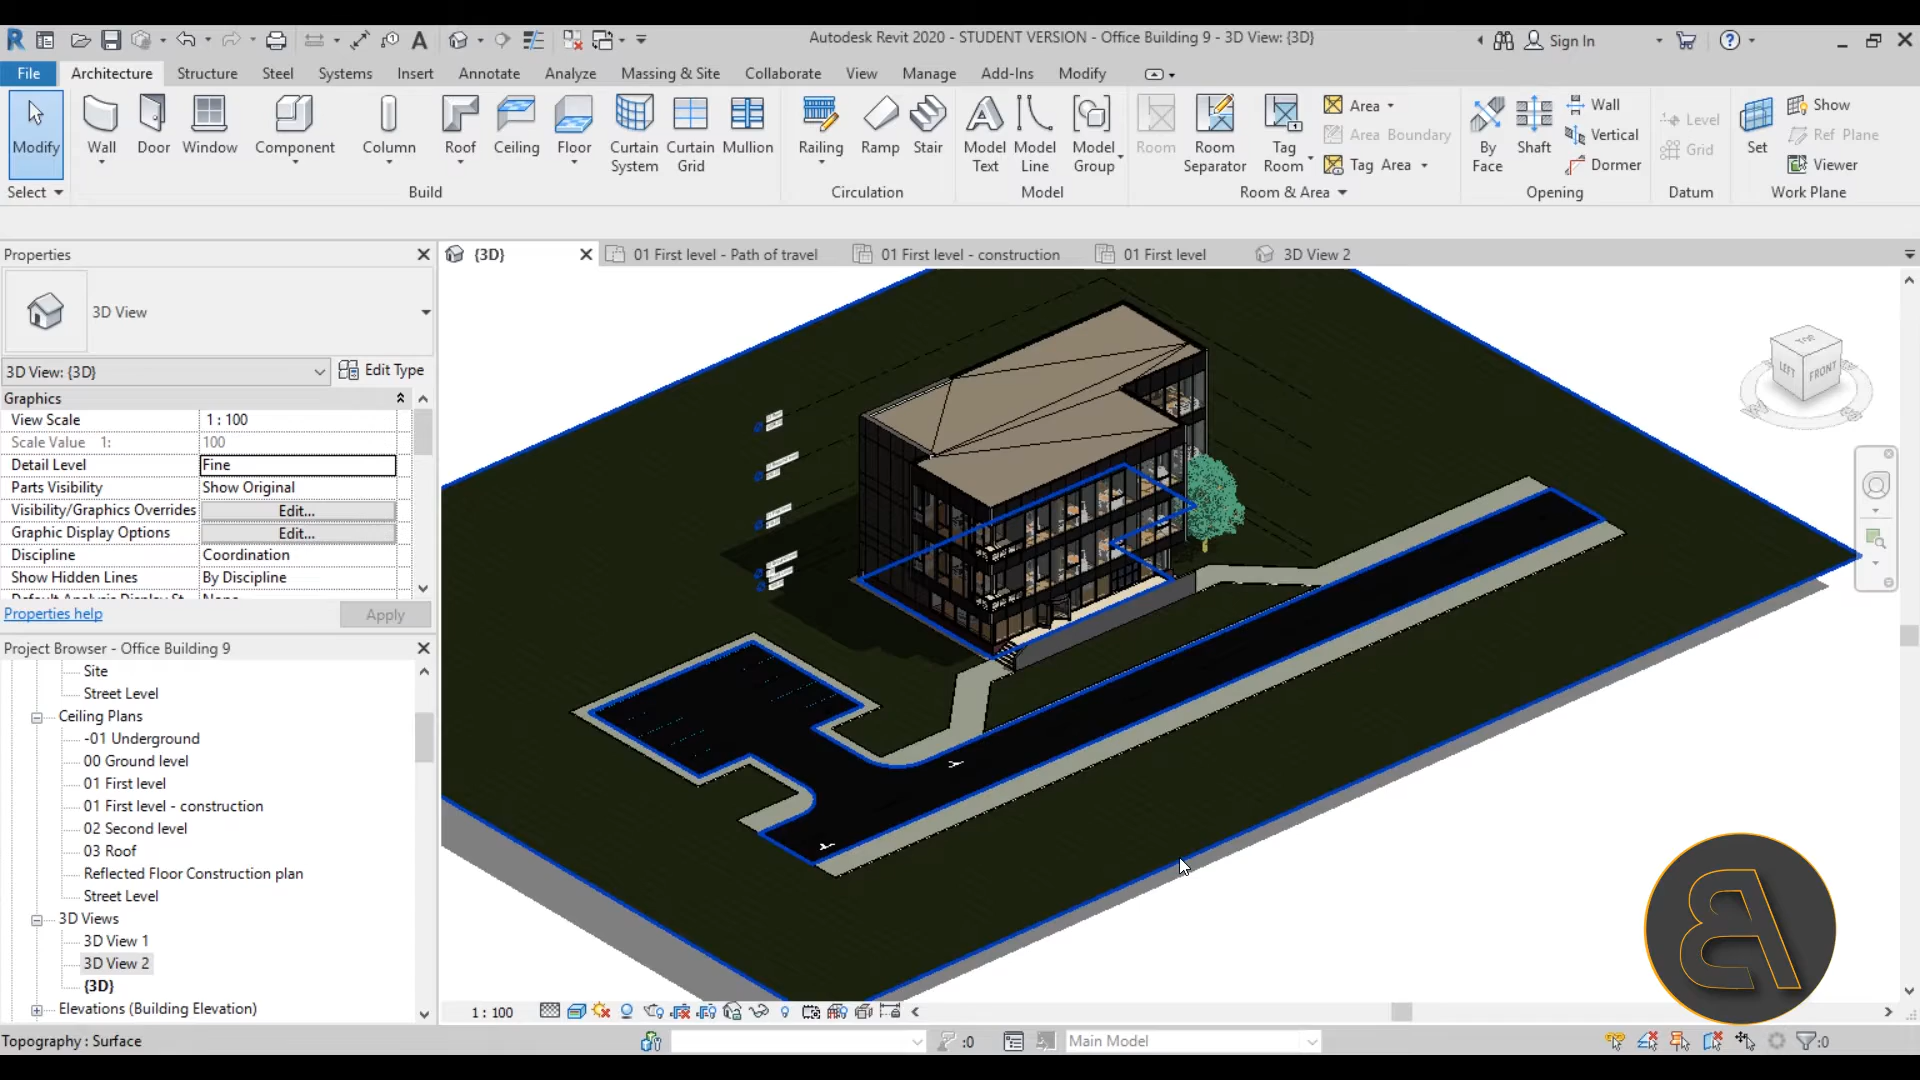 Autodesk Revit 2020 - STUDENT VERSION - Office Building 9 - 3D View: {3D}
Sign In
File Architecture Structure Steel Systems Insert Annotate Analyze Massing & Site Collaborate View Manage Add-Ins Modify
Modify
Wall
Door
Window
Component
Column
Roof
Ceiling
Floor
Curtain System
Curtain Grid
Mullion
Railing
Ramp
Stair
Model Text
Model Line
Model Group
Room
Room Separator
Tag Room
Area
Area Boundary
Tag Area
By Face
Shaft
Wall
Vertical
Dormer
Level
Grid
Set
Show
Ref Plane
Viewer
Select
Build
Circulation
Model
Room & Area
Opening
Datum
Work Plane
Properties
3D View
3D View: {3D}
Edit Type
Graphics
View Scale 1 : 100
Scale Value 1: 100
Detail Level Fine
Parts Visibility Show Original
Visibility/Graphics Overrides Edit...
Graphic Display Options Edit...
Discipline Coordination
Show Hidden Lines By Discipline
Properties help
Apply
Project Browser - Office Building 9
Site
Street Level
Ceiling Plans
-01 Underground
00 Ground level
01 First level
01 First level - construction
02 Second level
03 Roof
Reflected Floor Construction plan
Street Level
3D Views
3D View 1
3D View 2
{3D}
Elevations (Building Elevation)
{3D}
01 First level - Path of travel
01 First level - construction
01 First level
3D View 2
TOP
LEFT
FRONT
1 : 100
Topography : Surface
:0
Main Model
:0